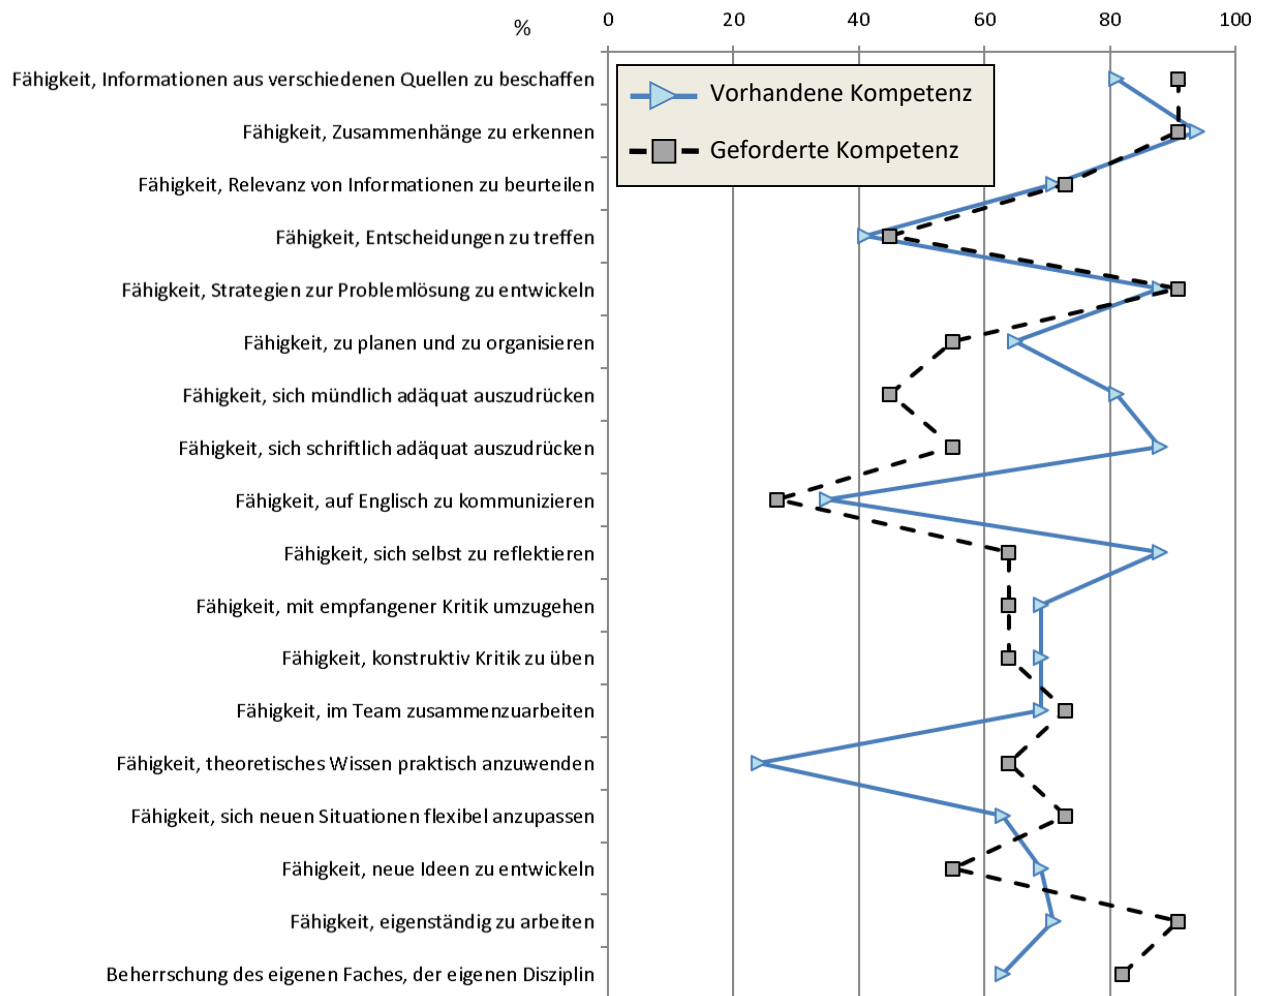 % 0 20 40 60 80 100
Fähigkeit, Informationen aus verschiedenen Quellen zu beschaffen
Vorhandene Kompetenz
Fähigkeit, Zusammenhänge zu erkennen
Geforderte Kompetenz
Fähigkeit, Relevanz von Informationen zu beurteilen
Fähigkeit, Entscheidungen zu treffen
Fähigkeit, Strategien zur Problemlösung zu entwickeln
Fähigkeit, zu planen und zu organisieren
Fähigkeit, sich mündlich adäquat auszudrücken
Fähigkeit, sich schriftlich adäquat auszudrücken
Fähigkeit, auf Englisch zu kommunizieren
Fähigkeit, sich selbst zu reflektieren
Fähigkeit, mit empfangener Kritik umzugehen
Fähigkeit, konstruktiv Kritik zu üben
Fähigkeit, im Team zusammenzuarbeiten
Fähigkeit, theoretisches Wissen praktisch anzuwenden
Fähigkeit, sich neuen Situationen flexibel anzupassen
Fähigkeit, neue Ideen zu entwickeln
Fähigkeit, eigenständig zu arbeiten
Beherrschung des eigenen Faches, der eigenen Disziplin